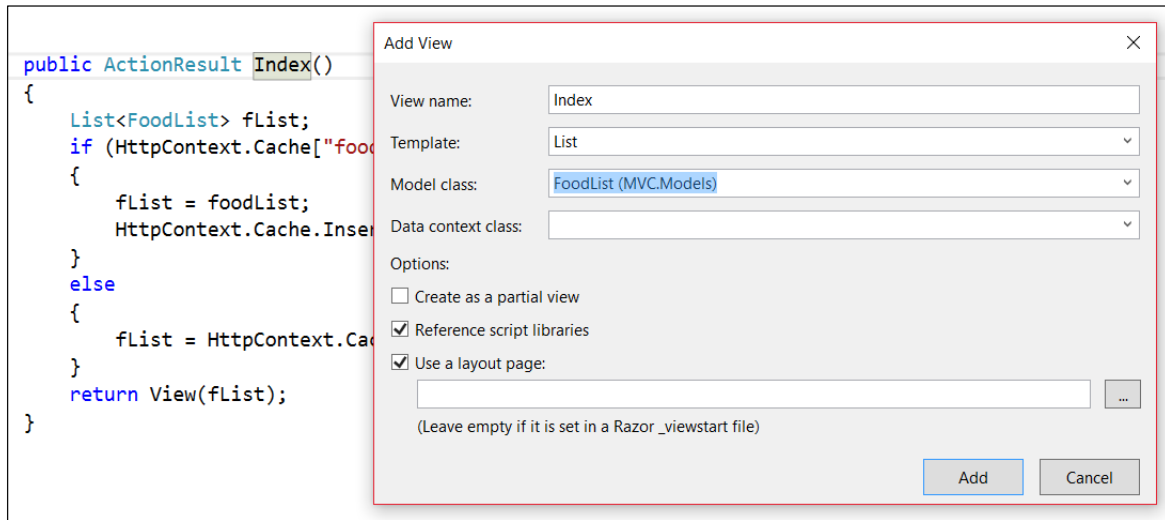 public ActionResult Index()
{
List<FoodList> fList;
if (HttpContext.Cache["food
{
fList = foodList;
HttpContext.Cache.Inser
}
else
{
fList = HttpContext.Cac
}
return View(fList);
}
Add View
View name:
Index
Template:
List
Model class:
FoodList (MVC.Models)
Data context class:
Options:
Create as a partial view
Reference script libraries
Use a layout page:
...
(Leave empty if it is set in a Razor _viewstart file)
Add
Cancel